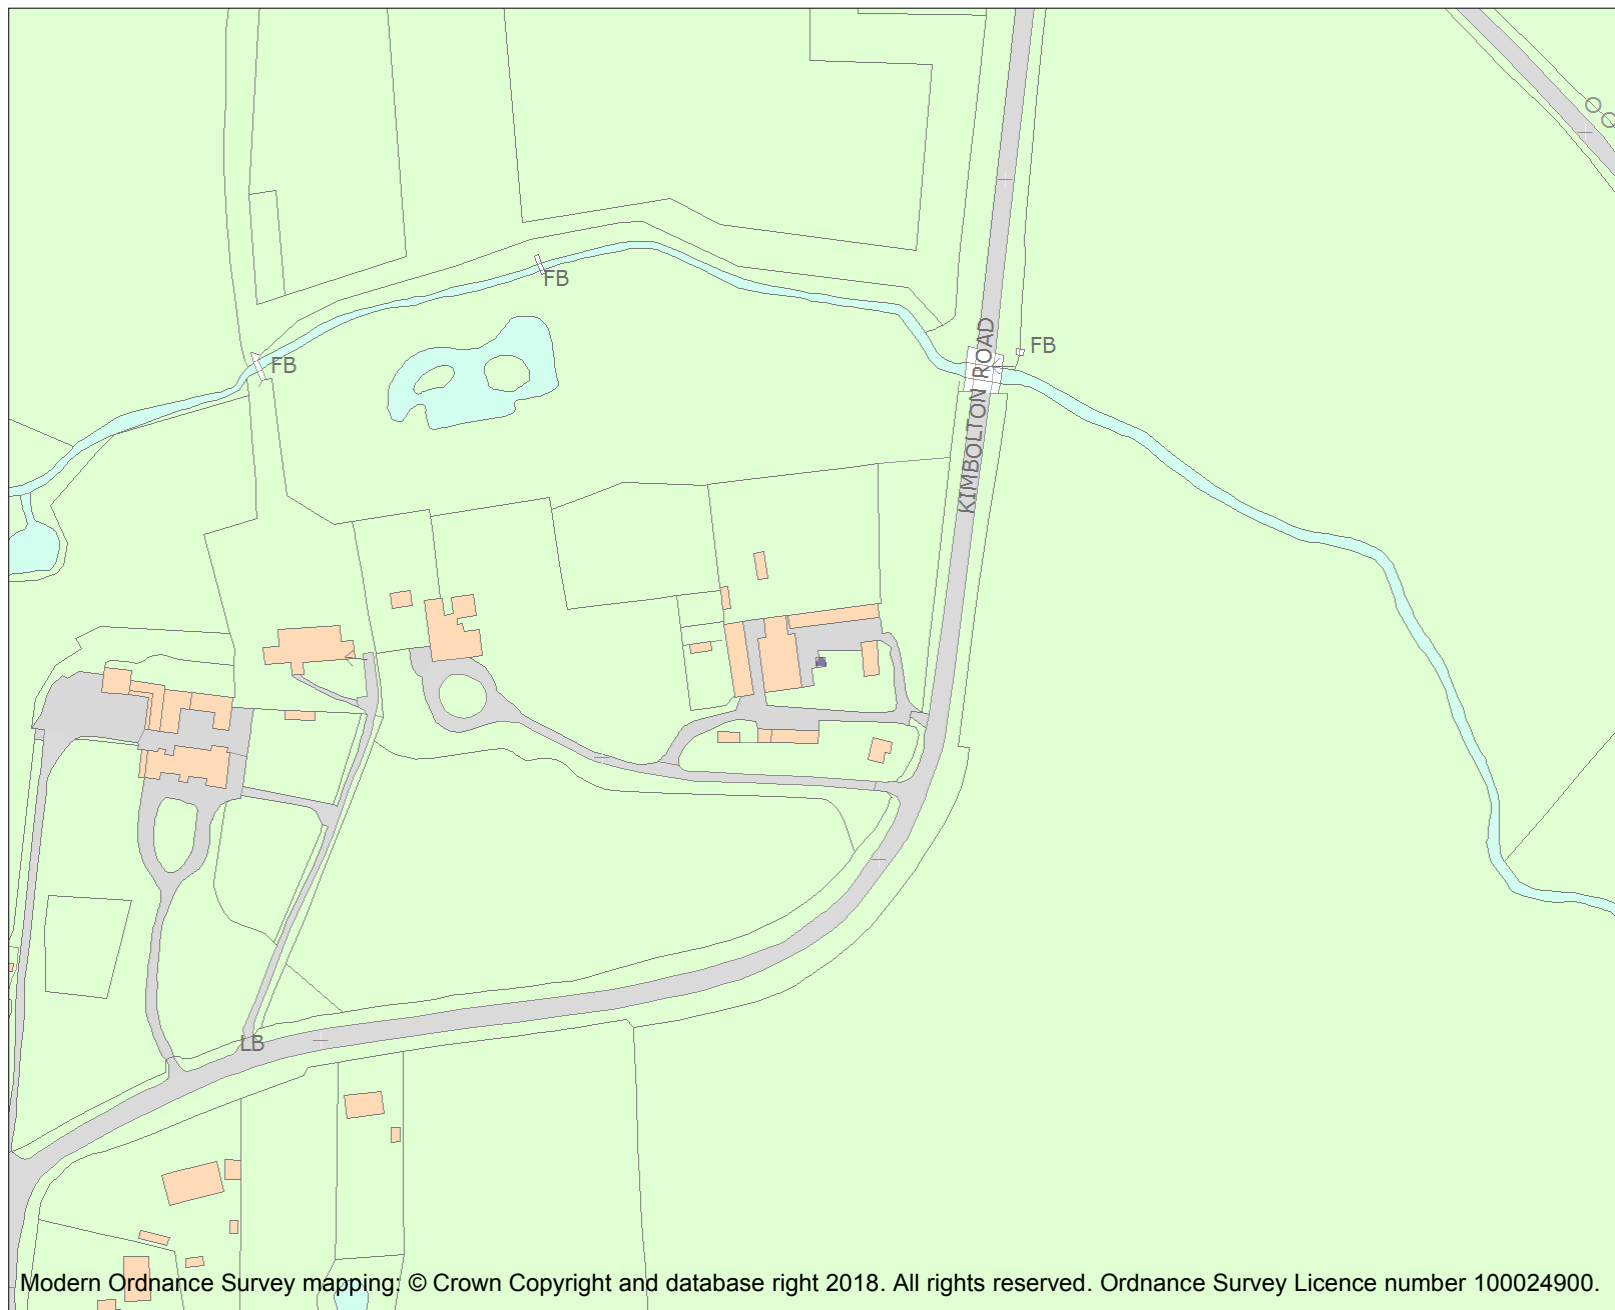 FB
FB
FB
KIMBOLTON ROAD
LB
Modern Ordnance Survey mapping: © Crown Copyright and database right 2018. All rights reserved. Ordnance Survey Licence number 100024900.